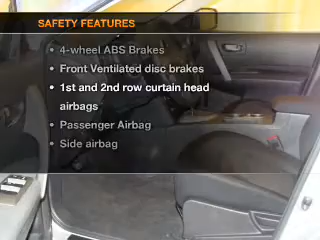 SAFETY FEATURES
• 4-wheel ABS Brakes
• Front Ventilated disc brakes
• 1st and 2nd row curtain head
airbags
• Passenger Airbag
• Side airbag